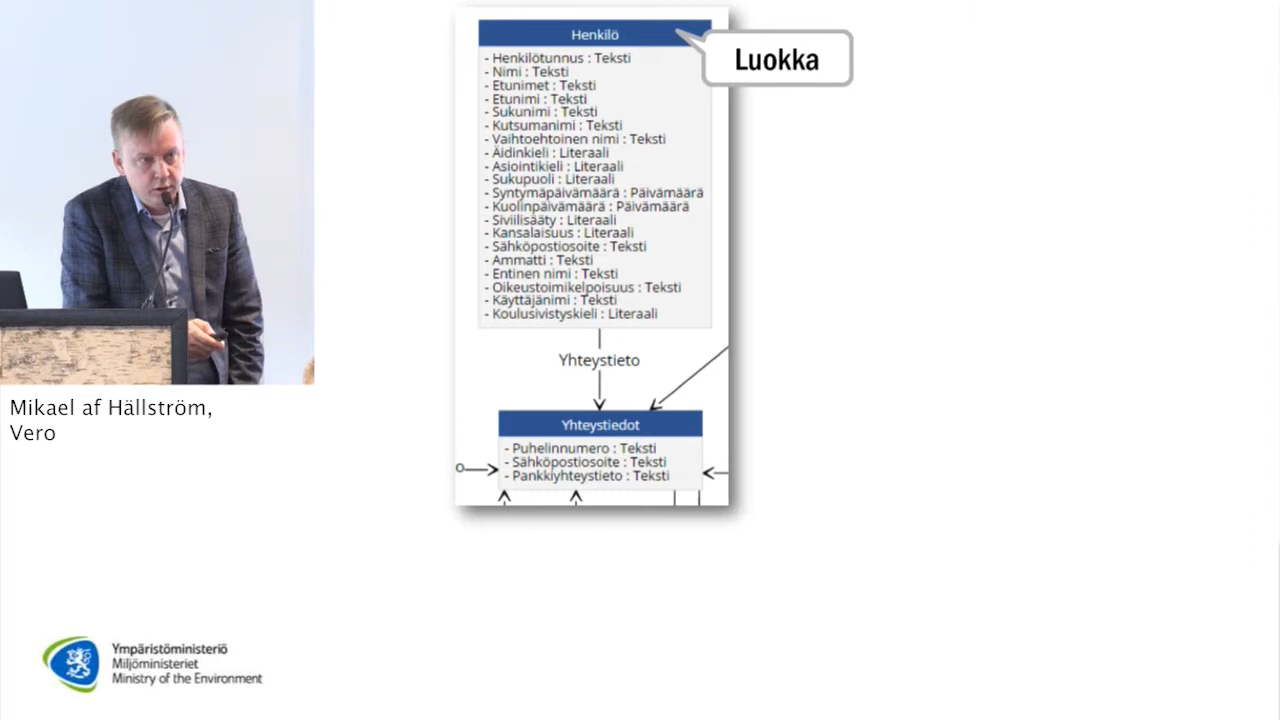 Henkilö
Luokka
- Henkilötunnus : Teksti
- Nimi : Teksti
- Etunimet : Teksti
- Etunimi : Teksti
- Sukunimi : Teksti
- Kutsumanimi : Teksti
- Vaihtoehtoinen nimi : Teksti
- Äidinkieli : Literaali
- Asiointikieli : Literaali
- Sukupuoli : Literaali
- Syntymäpäivämäärä : Päivämäärä
- Kuolinpäivämäärä : Päivämäärä
- Siviilisääty : Literaali
- Kansalaisuus : Literaali
- Sähköpostiosoite : Teksti
- Ammatti : Teksti
- Entinen nimi : Teksti
- Oikeustoimikelpoisuus : Teksti
- Käyttäjänimi : Teksti
- Koulusivistyskieli : Literaali
Yhteystieto
Yhteystiedot
- Puhelinnumero : Teksti
- Sähköpostiosoite : Teksti
- Pankkiyhteystieto : Teksti
o
Mikael af Hällström,
Vero
Ympäristöministeriö
Miljöministeriet
Ministry of the Environment